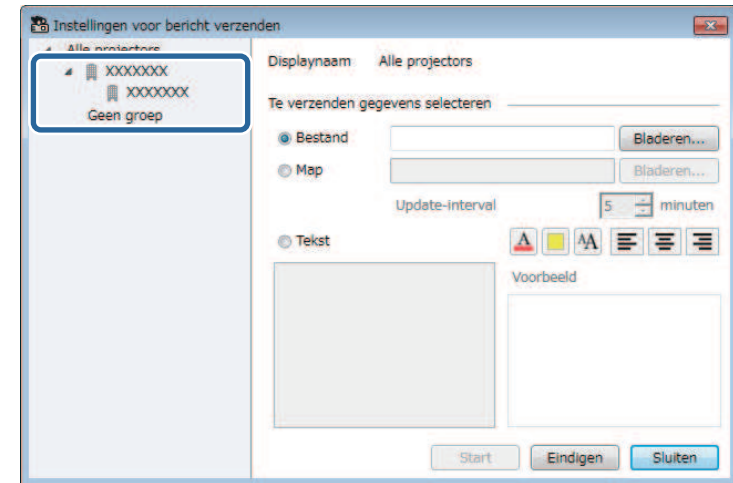 Instellingen voor bericht verzenden
Alle projectors
XXXXXXX
XXXXXXX
Geen groep
Displaynaam Alle projectors
Te verzenden gegevens selecteren
Bestand Bladeren...
Map Bladeren...
Update-interval 5 minuten
Tekst A AA
Voorbeeld
Start Eindigen Sluiten